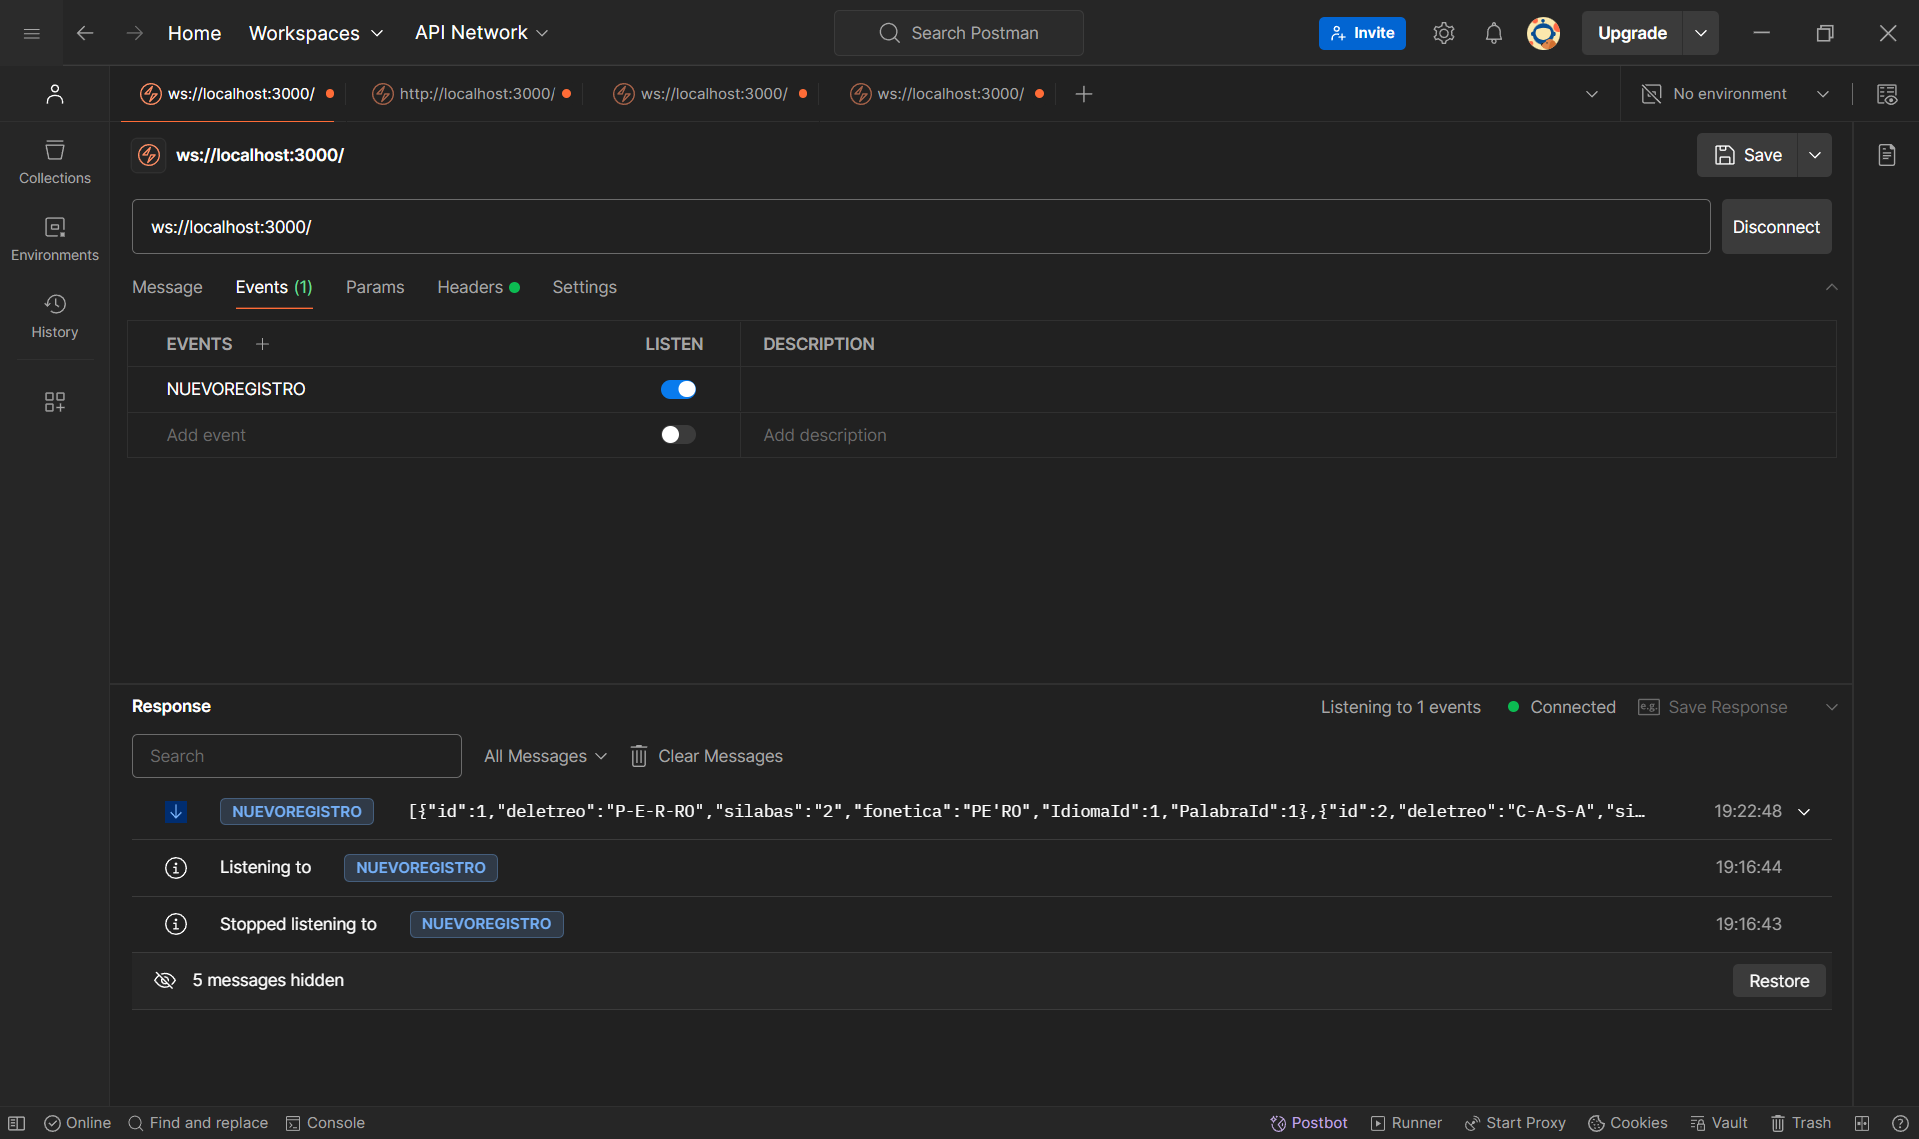 Home Workspaces API Network Search Postman Invite Upgrade
ws://localhost:3000/ http://localhost:3000/ ws://localhost:3000/ ws://localhost:3000/ No environment
Collections
Environments
History
ws://localhost:3000/ Save
ws://localhost:3000/ Disconnect
Message Events (1) Params Headers Settings
EVENTS LISTEN DESCRIPTION
NUEVOREGISTRO
Add event Add description
Response Listening to 1 events Connected e.g. Save Response
Search All Messages Clear Messages
NUEVOREGISTRO [{"id":1,"deletreo":"P-E-R-RO","silabas":"2","fonetica":"PE'RO","IdiomaId":1,"PalabraId":1},{"id":2,"deletreo":"C-A-S-A","si... 19:22:48
Listening to NUEVOREGISTRO 19:16:44
Stopped listening to NUEVOREGISTRO 19:16:43
5 messages hidden Restore
Online Find and replace Console Postbot Runner Start Proxy Cookies Vault Trash